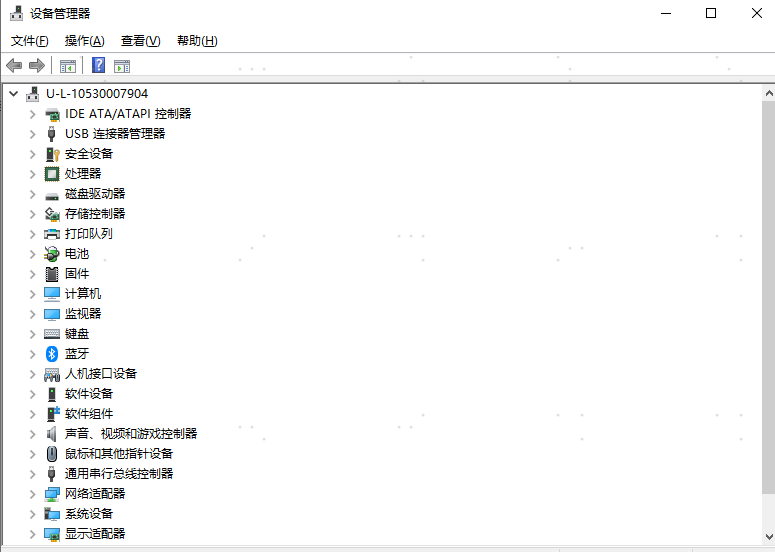 设备管理器
文件(F) 操作(A) 查看(V) 帮助(H)
U-L-10530007904
IDE ATA/ATAPI 控制器
USB 连接器管理器
安全设备
处理器
磁盘驱动器
存储控制器
打印队列
电池
固件
计算机
监视器
键盘
蓝牙
人机接口设备
软件设备
软件组件
声音、视频和游戏控制器
鼠标和其他指针设备
通用串行总线控制器
网络适配器
系统设备
显示适配器